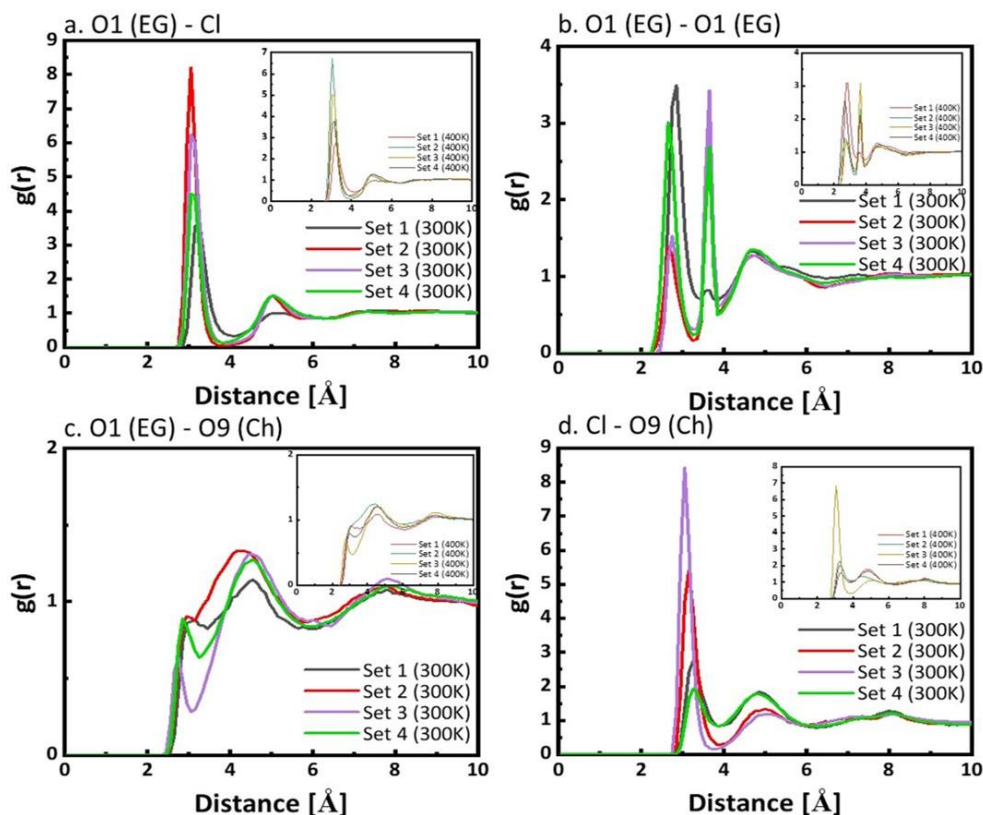 a. O1 (EG) - Cl
9
8
7
6
5
4
3
2
1
0
g(r)
0 2 4 6 8 10
Distance [Å]
7
6
5
4
3
2
1
0
0 2 4 6 8 10
Set 1 (400K)
Set 2 (400K)
Set 3 (400K)
Set 4 (400K)
Set 1 (300K)
Set 2 (300K)
Set 3 (300K)
Set 4 (300K)
b. O1 (EG) - O1 (EG)
4
3
2
1
0
g(r)
0 2 4 6 8 10
Distance [Å]
4
3
2
1
0
0 2 4 6 8 10
Set 1 (400K)
Set 2 (400K)
Set 3 (400K)
Set 4 (400K)
Set 1 (300K)
Set 2 (300K)
Set 3 (300K)
Set 4 (300K)
c. O1 (EG) - O9 (Ch)
2
1
0
g(r)
0 2 4 6 8 10
Distance [Å]
2
1
0
0 2 4 6 8 10
Set 1 (400K)
Set 2 (400K)
Set 3 (400K)
Set 4 (400K)
Set 1 (300K)
Set 2 (300K)
Set 3 (300K)
Set 4 (300K)
d. Cl - O9 (Ch)
9
8
7
6
5
4
3
2
1
0
g(r)
0 2 4 6 8 10
Distance [Å]
8
7
6
5
4
3
2
1
0
0 2 4 6 8 10
Set 1 (400K)
Set 2 (400K)
Set 3 (400K)
Set 4 (400K)
Set 1 (300K)
Set 2 (300K)
Set 3 (300K)
Set 4 (300K)